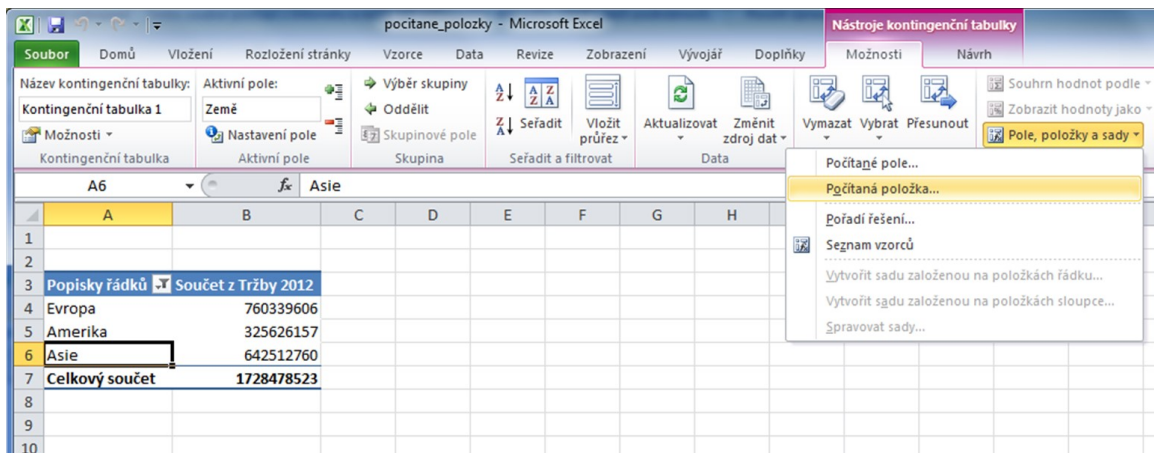 pocitane_polozky - Microsoft Excel
Nástroje kontingenční tabulky
Soubor Domů Vložení Rozložení stránky Vzorce Data Revize Zobrazení Vývojář Doplňky Možnosti Návrh
Název kontingenční tabulky:
Kontingenční tabulka 1
Možnosti
Kontingenční tabulka
Aktivní pole:
Země
Nastavení pole
Aktivní pole
Výběr skupiny
Oddělit
Skupinové pole
Skupina
Seřadit
Vložit průřez
Seřadit a filtrovat
Aktualizovat
Změnit zdroj dat
Data
Vymazat Vybrat Přesunout
Souhrn hodnot podle
Zobrazit hodnoty jako
Pole, položky a sady
Počítané pole...
Počítaná položka...
Pořadí řešení...
Seznam vzorců
Vytvořit sadu založenou na položkách řádku...
Vytvořit sadu založenou na položkách sloupce...
Spravovat sady...
A6 fx Asie
A B C D E F G H
1
2
3 Popisky řádků Součet z Tržby 2012
4 Evropa 760339606
5 Amerika 325626157
6 Asie 642512760
7 Celkový součet 1728478523
8
9
10